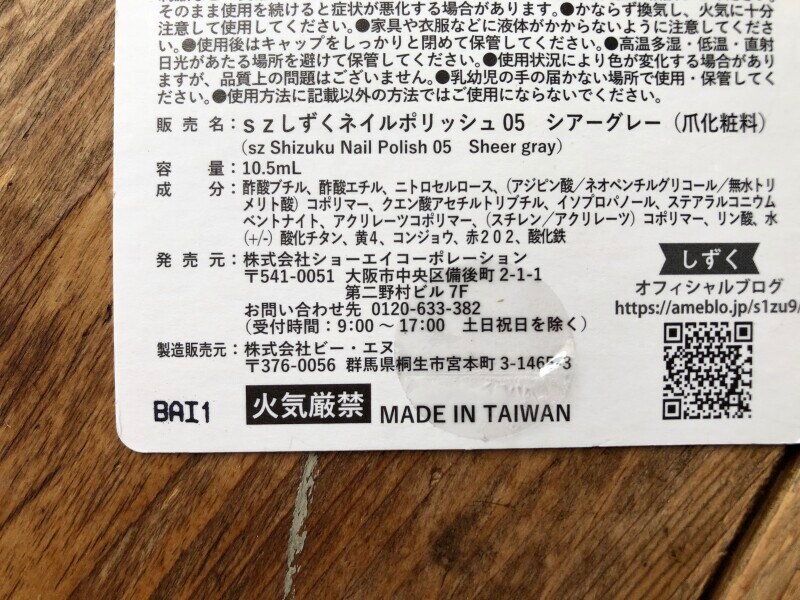 そのまま使用を続けると症状が悪化する場合があります。●かならず換気し、火気に十分
注意して使用してください。●家具や衣服などに液体がかからないように注意してくださ
い。●使用後はキャップをしっかりと閉めて保管してください。●高温多湿・低温・直射
日光があたる場所を避けて保管してください。●使用状況により色が変化する場合があり
ますが、品質上の問題はございません。●乳幼児の手の届かない場所で使用・保管してく
ださい。●使用方法に記載以外の方法ではご使用にならないでください。
販売名：ｓｚしずくネイルポリッシュ05　シアーグレー（爪化粧料）
（sz Shizuku Nail Polish 05　Sheer gray）
容量：10.5mL
成分：酢酸ブチル、酢酸エチル、ニトロセルロース、（アジピン酸／ネオペンチルグリコール／無水トリ
メリト酸）コポリマー、クエン酸アセチルトリブチル、イソプロパノール、ステアラルコニウム
ベントナイト、アクリレーツコポリマー、（スチレン／アクリレーツ）コポリマー、リン酸、水
(+/-) 酸化チタン、黄4、コンジョウ、赤２０２、酸化鉄
発売元：株式会社ショーエイコーポレーション
〒541-0051 大阪市中央区備後町 2-1-1
第二野村ビル 7F
お問い合わせ先 0120-633-382
（受付時間：9:00 ～ 17:00　土日祝日を除く）
製造販売元：株式会社ビー・エヌ
〒376-0056 群馬県桐生市宮本町 3-1465-3
しずく
オフィシャルブログ
https://ameblo.jp/s1zu9/
BAI1
火気厳禁
MADE IN TAIWAN